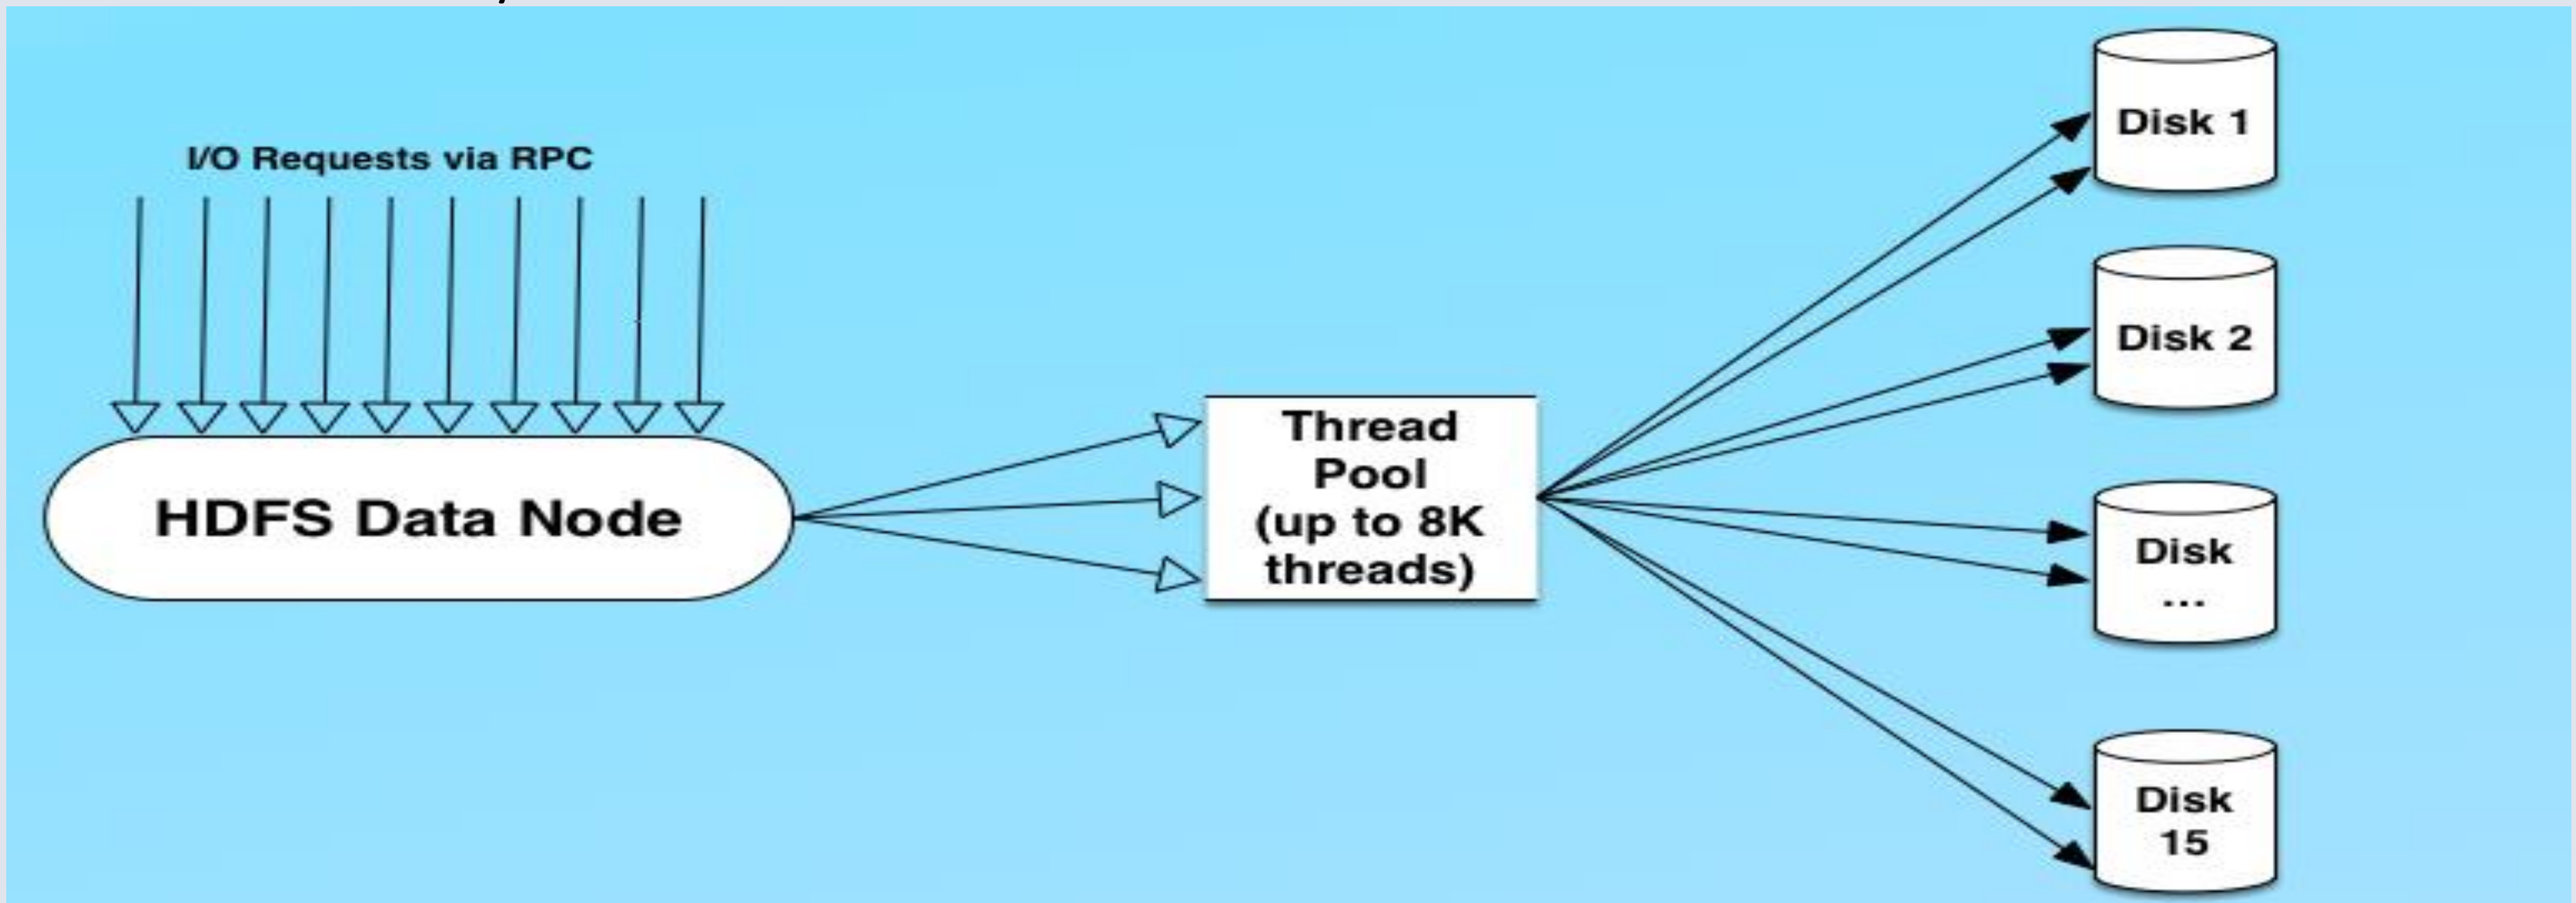 I/O Requests via RPC
HDFS Data Node
Thread
Pool
(up to 8K
threads)
Disk 1
Disk 2
Disk
...
Disk
15